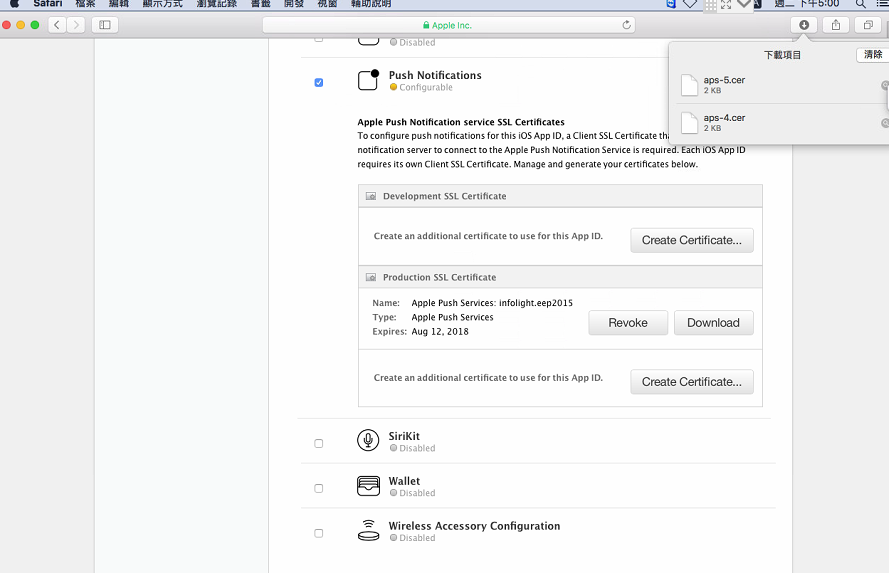 Safari 檔案 編輯 顯示方式 瀏覽記錄 書籤 開發 視窗 輔助說明 週二 下午5:00
Apple Inc.
下載項目 清除
aps-5.cer
2 KB
aps-4.cer
2 KB
Disabled
Push Notifications
Configurable
Apple Push Notification service SSL Certificates
To configure push notifications for this iOS App ID, a Client SSL Certificate
notification server to connect to the Apple Push Notification Service is required. Each iOS App ID
requires its own Client SSL Certificate. Manage and generate your certificates below.
Development SSL Certificate
Create an additional certificate to use for this App ID.
Create Certificate...
Production SSL Certificate
Name: Apple Push Services: infolight.eep2015
Type: Apple Push Services
Expires: Aug 12, 2018
Revoke Download
Create an additional certificate to use for this App ID.
Create Certificate...
SiriKit
Disabled
Wallet
Disabled
Wireless Accessory Configuration
Disabled